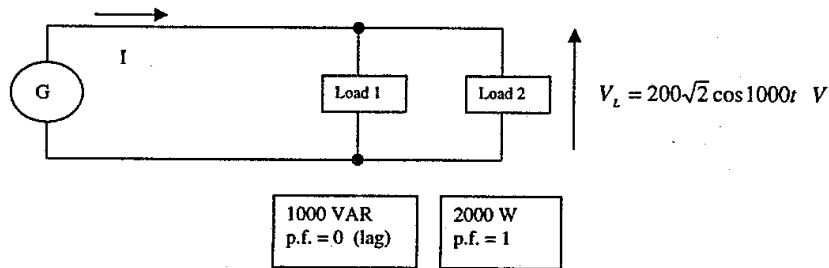 I
G
Load 1
Load 2
V_L = 200√2 cos 1000t V
1000 VAR
p.f. = 0 (lag)
2000 W
p.f. = 1